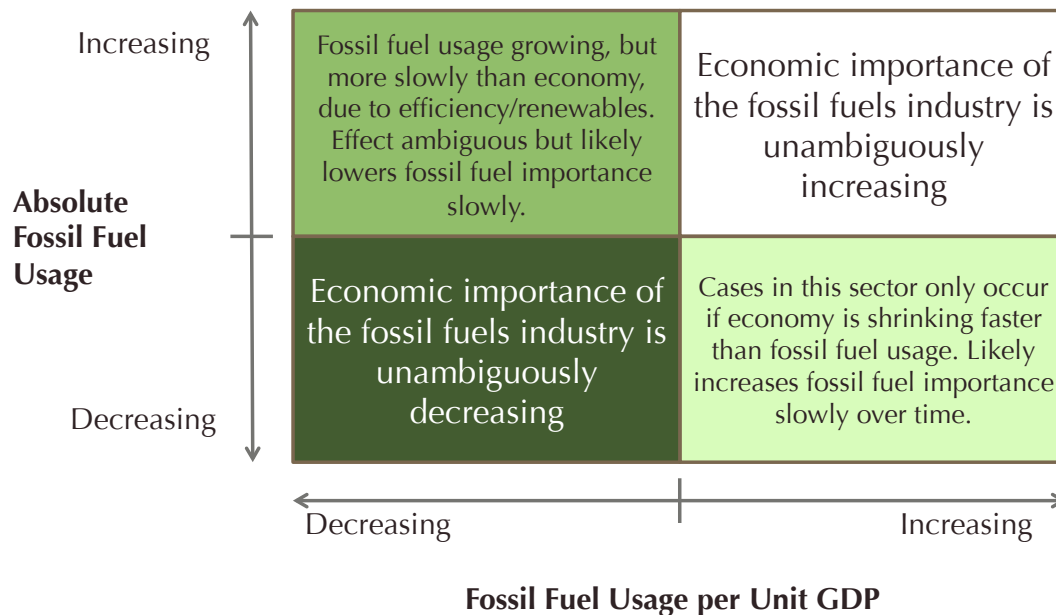 Increasing
Fossil fuel usage growing, but
more slowly than economy,
due to efficiency/renewables.
Effect ambiguous but likely
lowers fossil fuel importance
slowly.
Economic importance of
the fossil fuels industry is
unambiguously
increasing
Absolute
Fossil Fuel
Usage
Economic importance of
the fossil fuels industry is
unambiguously
decreasing
Cases in this sector only occur
if economy is shrinking faster
than fossil fuel usage. Likely
increases fossil fuel importance
slowly over time.
Decreasing
Decreasing
Increasing
Fossil Fuel Usage per Unit GDP